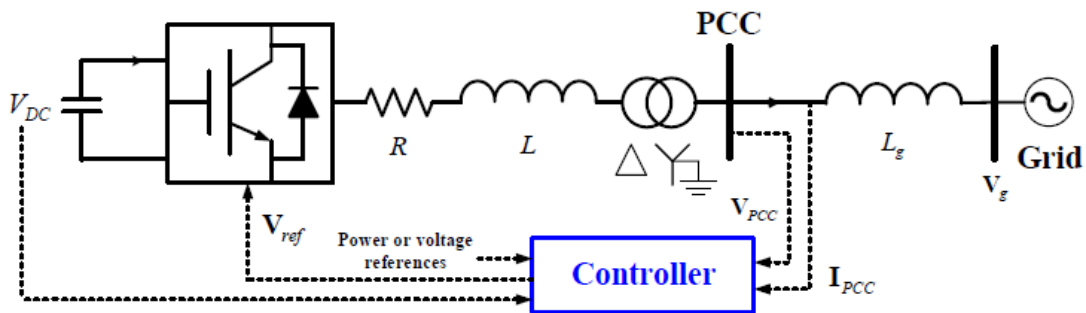 PCC
V_DC
R
L
L_g
Grid
V_g
V_PCC
V_ref
Power or voltage
references
Controller
I_PCC